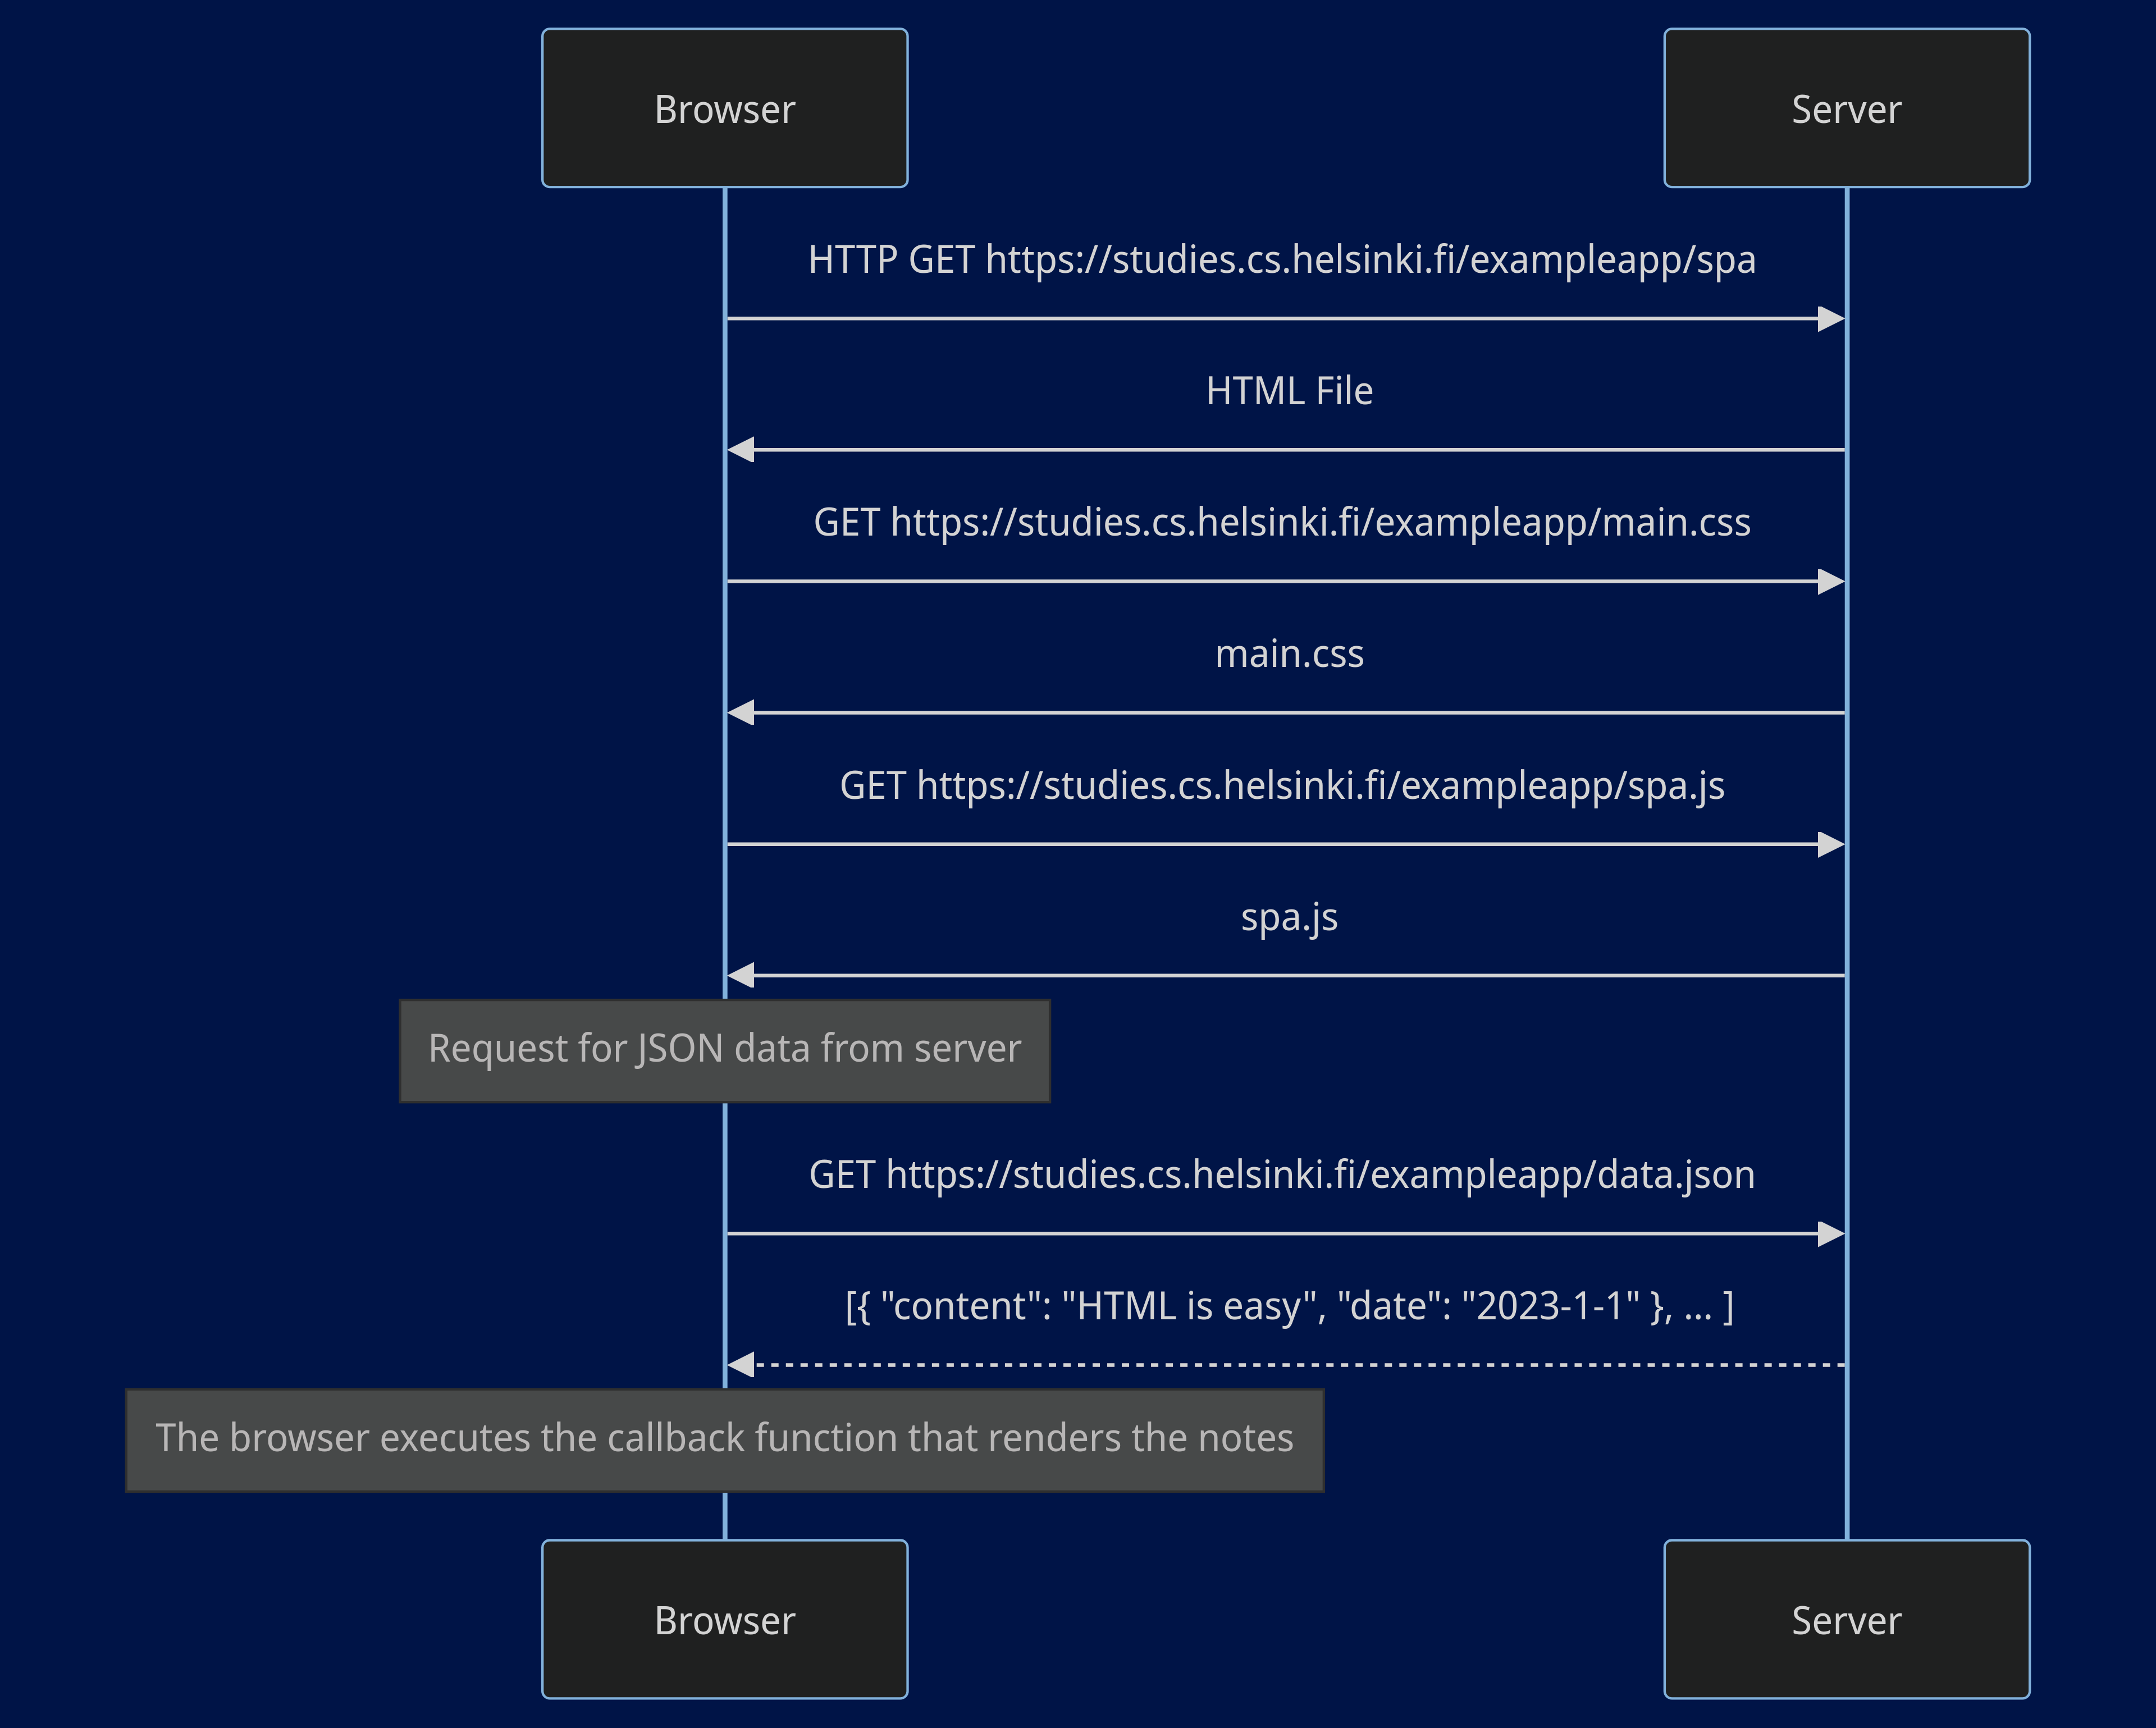 Browser
Server
HTTP GET https://studies.cs.helsinki.fi/exampleapp/spa
HTML File
GET https://studies.cs.helsinki.fi/exampleapp/main.css
main.css
GET https://studies.cs.helsinki.fi/exampleapp/spa.js
spa.js
Request for JSON data from server
GET https://studies.cs.helsinki.fi/exampleapp/data.json
[{ "content": "HTML is easy", "date": "2023-1-1" }, ... ]
The browser executes the callback function that renders the notes
Browser
Server